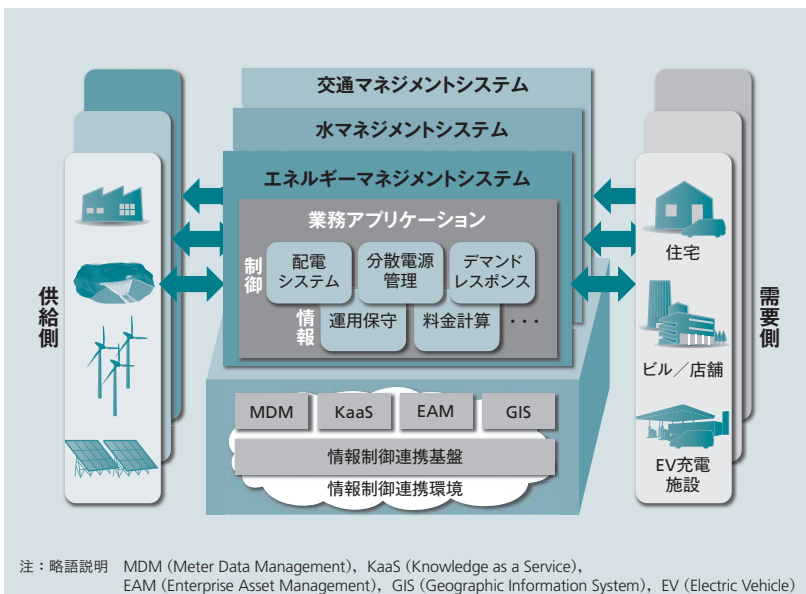 交通マネジメントシステム
水マネジメントシステム
エネルギーマネジメントシステム
業務アプリケーション
制御
配電
システム
分散電源
管理
デマンド
レスポンス
情報
運用保守
料金計算
・・・
供給側
住宅
ビル／店舗
EV充電
施設
需要側
MDM
KaaS
EAM
GIS
情報制御連携基盤
情報制御連携環境
注：略語説明　MDM（Meter Data Management），KaaS（Knowledge as a Service），
EAM（Enterprise Asset Management），GIS（Geographic Information System），EV（Electric Vehicle）